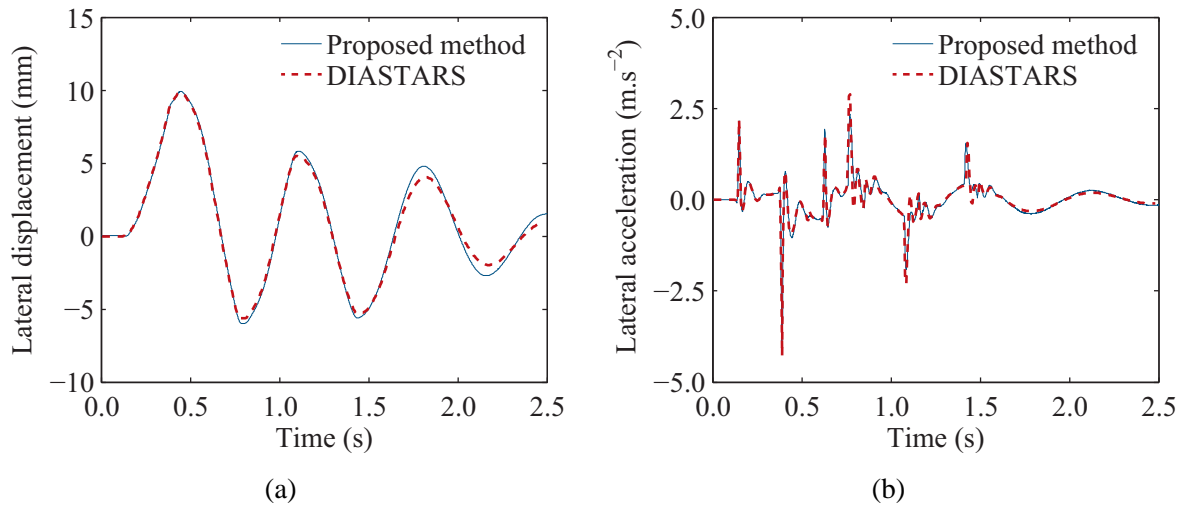 15
10
5
0
−5
−10
0.0 0.5 1.0 1.5 2.0 2.5
Lateral displacement (mm)
Time (s)
Proposed method
DIASTARS
(a)
5.0
2.5
0.0
−2.5
−5.0
0.0 0.5 1.0 1.5 2.0 2.5
Lateral acceleration (m.s⁻²)
Time (s)
Proposed method
DIASTARS
(b)